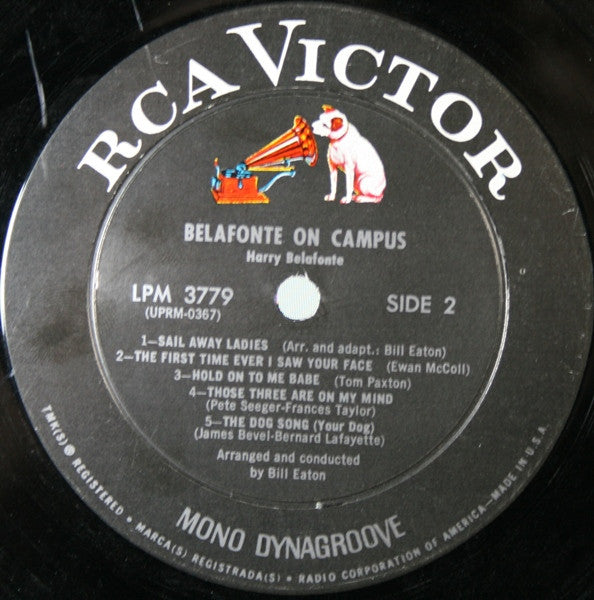 RCA VICTOR
BELAFONTE ON CAMPUS
Harry Belafonte
LPM 3779
(UPRM-0367)
SIDE 2
1—SAIL AWAY LADIES (Arr. and adapt.: Bill Eaton)
2—THE FIRST TIME EVER I SAW YOUR FACE (Ewan McColl)
3—HOLD ON TO ME BABE (Tom Paxton)
4—THOSE THREE ARE ON MY MIND
(Pete Seeger-Frances Taylor)
5—THE DOG SONG (Your Dog)
(James Bevel-Bernard Lafayette)
Arranged and conducted
by Bill Eaton
MONO DYNAGROOVE
TMK(S) ® REGISTERED • MARCA(S) REGISTRADA(S) • RADIO CORPORATION OF AMERICA—MADE IN U.S.A.